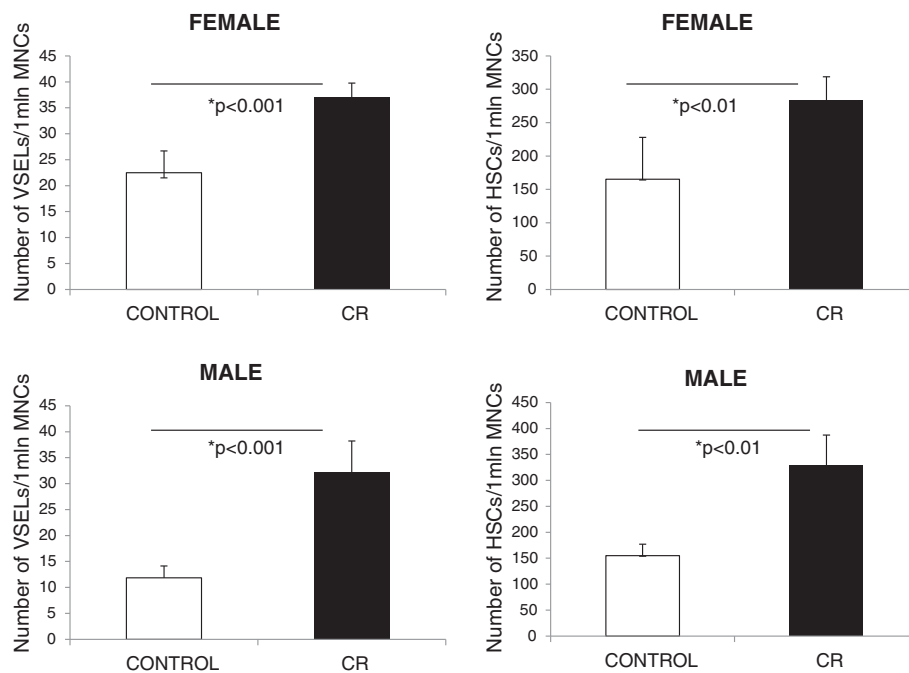 FEMALE
Number of VSELs/1mln MNCs
45
40
35
30
25
20
15
10
5
0
*p<0.001
CONTROL CR
FEMALE
Number of HSCs/1mln MNCs
350
300
250
200
150
100
50
0
*p<0.01
CONTROL CR
MALE
Number of VSELs/1mln MNCs
45
40
35
30
25
20
15
10
5
0
*p<0.001
CONTROL CR
MALE
Number of HSCs/1mln MNCs
450
400
350
300
250
200
150
100
50
0
*p<0.01
CONTROL CR